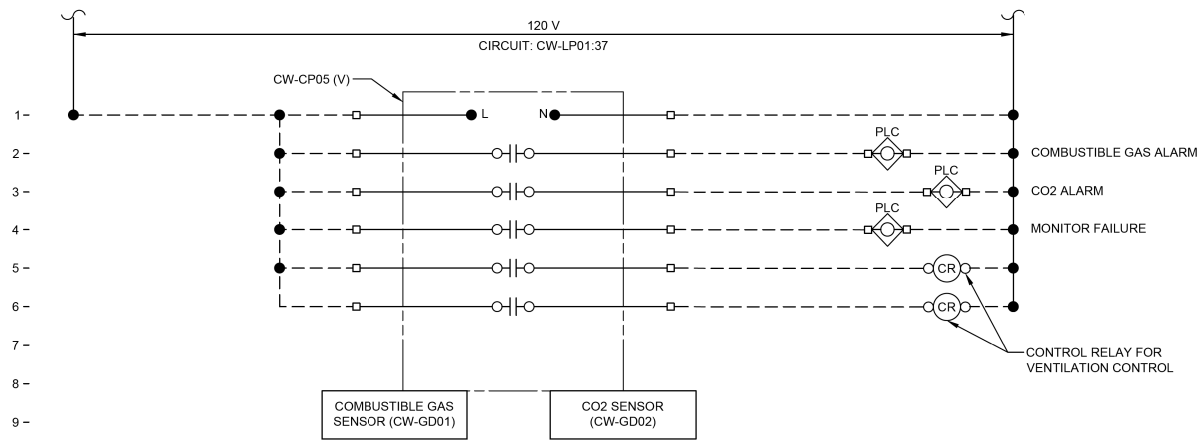 120 V
CIRCUIT: CW-LP01:37
CW-CP05 (V)
1 -
L
N
2 -
PLC
COMBUSTIBLE GAS ALARM
3 -
PLC
CO2 ALARM
4 -
PLC
MONITOR FAILURE
5 -
CR
6 -
CR
7 -
CONTROL RELAY FOR
VENTILATION CONTROL
8 -
COMBUSTIBLE GAS
SENSOR (CW-GD01)
CO2 SENSOR
(CW-GD02)
9 -